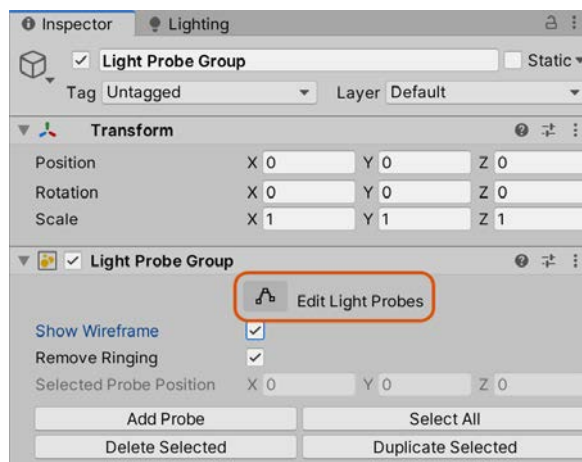 Inspector Lighting
Light Probe Group Static
Tag Untagged Layer Default
Transform
Position X 0 Y 0 Z 0
Rotation X 0 Y 0 Z 0
Scale X 1 Y 1 Z 1
Light Probe Group
Edit Light Probes
Show Wireframe
Remove Ringing
Selected Probe Position X 0 Y 0 Z 0
Add Probe Select All
Delete Selected Duplicate Selected